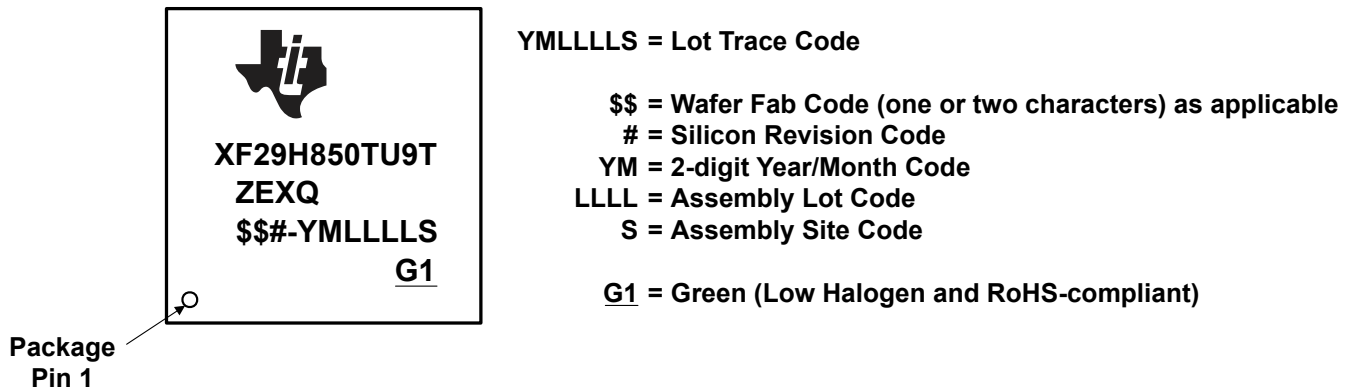 XF29H850TU9T
ZEXQ
$$#-YMLLLLS
G1
Package
Pin 1
YMLLLLS = Lot Trace Code
$$ = Wafer Fab Code (one or two characters) as applicable
# = Silicon Revision Code
YM = 2-digit Year/Month Code
LLLL = Assembly Lot Code
S = Assembly Site Code
G1 = Green (Low Halogen and RoHS-compliant)